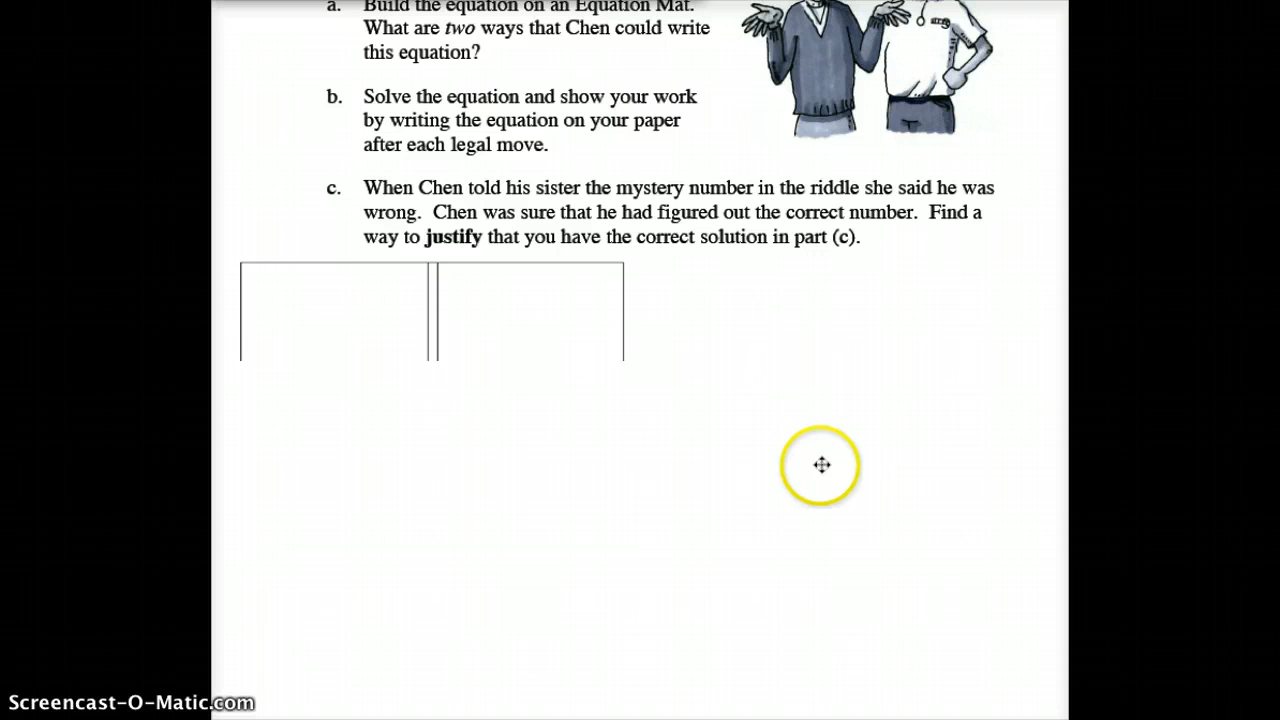 a. Build the equation on an Equation Mat.
What are two ways that Chen could write
this equation?
b. Solve the equation and show your work
by writing the equation on your paper
after each legal move.
c. When Chen told his sister the mystery number in the riddle she said he was
wrong. Chen was sure that he had figured out the correct number. Find a
way to justify that you have the correct solution in part (c).
Screencast-O-Matic.com